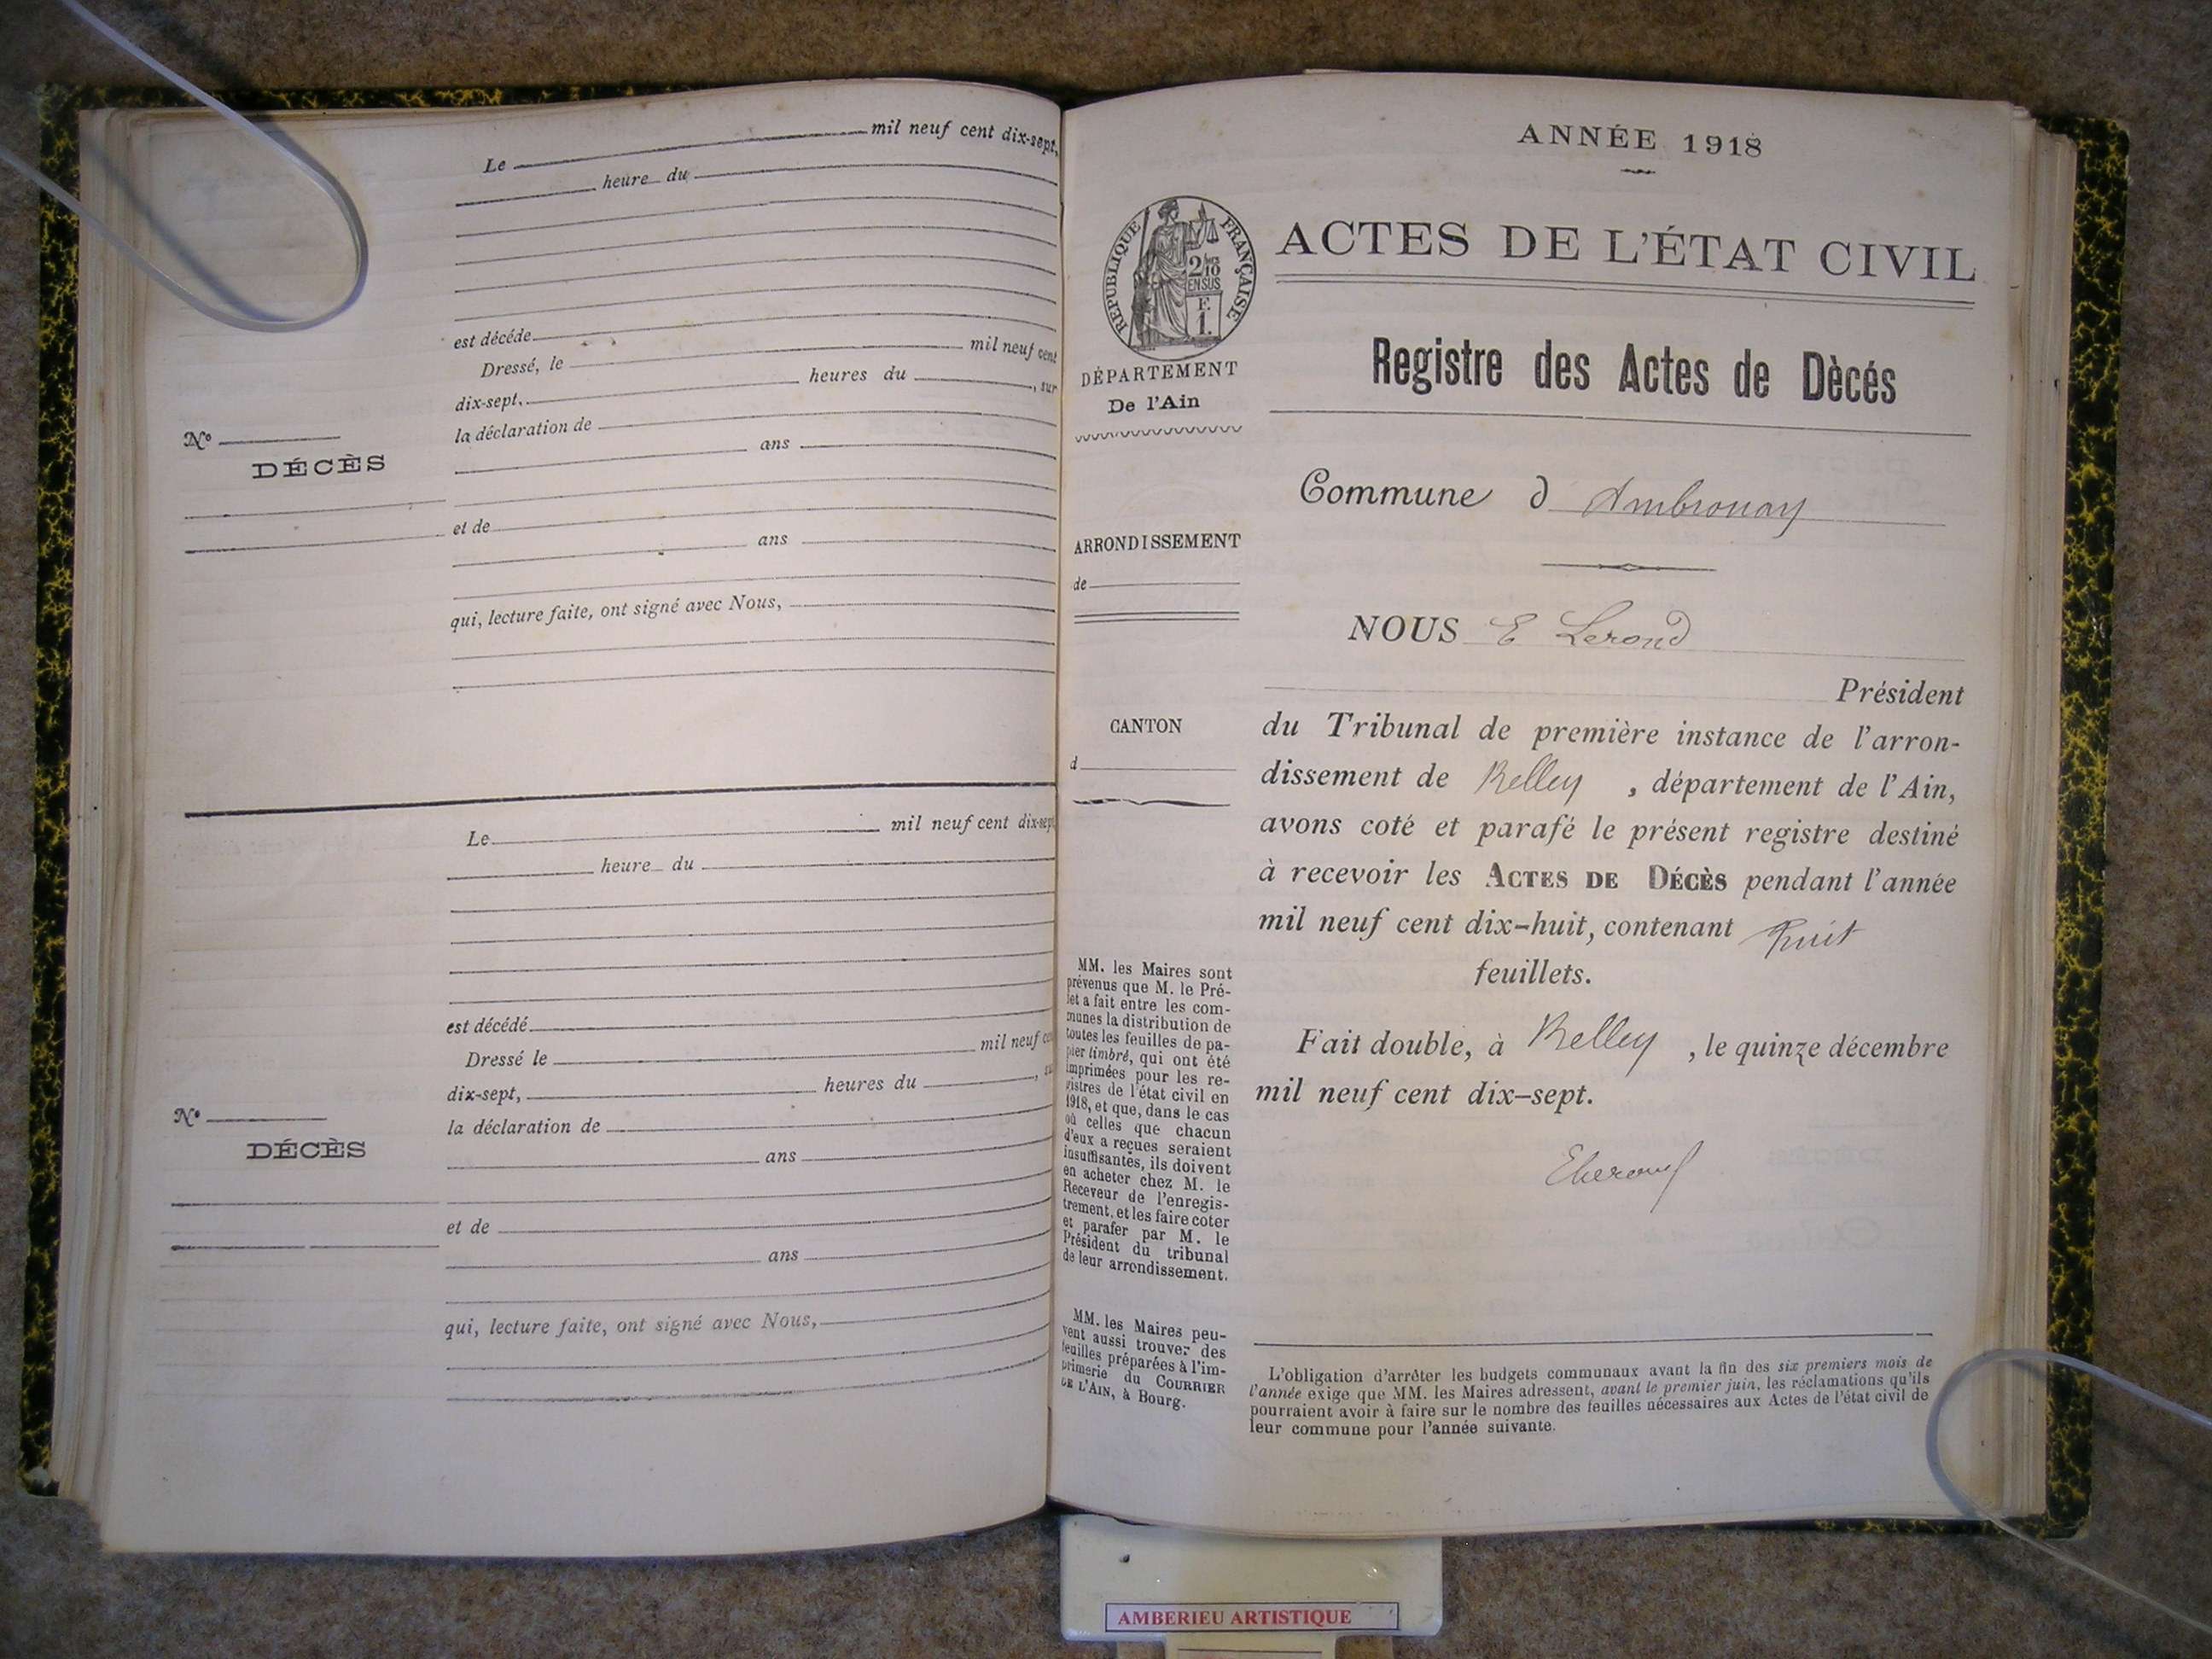 Le mil neuf cent dix-sept,
heure du
est décédé
Dressé, le mil neuf cent
dix-sept, heures du , sur
la déclaration de
ans
et de
ans
qui, lecture faite, ont signé avec Nous,
N°
DÉCÈS
Le mil neuf cent dix-sept
heure du
est décédé
Dressé le mil neuf
dix-sept, heures du ,
la déclaration de
ans
et de
ans
qui, lecture faite, ont signé avec Nous,
N°
DÉCÈS
ANNÉE 1918
RÉPUBLIQUE FRANÇAISE
2/10
EN SUS
E
1.
DÉPARTEMENT
De l'Ain
ARRONDISSEMENT
de
CANTON
d
MM. les Maires sont
prévenus que M. le Pré-
fet a fait entre les com-
munes la distribution de
toutes les feuilles de pa-
pier timbré, qui ont été
imprimées pour les re-
gistres de l'état civil en
1918, et que, dans le cas
où celles que chacun
d'eux a reçues seraient
insuffisantes, ils doivent
en acheter chez M. le
Receveur de l'enregis-
trement, et les faire coter
et parafer par M. le
Président du tribunal
de leur arrondissement.
MM. les Maires peu-
vent aussi trouver des
feuilles préparées à l'im-
primerie du COURRIER
DE L'AIN, à Bourg.
ACTES DE L'ÉTAT CIVIL
Registre des Actes de Dècés
Commune d Ambronay
NOUS E Lerond
Président
du Tribunal de première instance de l'arron-
dissement de Belley , département de l'Ain,
avons coté et parafé le présent registre destiné
à recevoir les ACTES DE DÉCÈS pendant l'année
mil neuf cent dix-huit, contenant huit
feuillets.
Fait double, à Belley , le quinze décembre
mil neuf cent dix-sept.
L'obligation d'arrêter les budgets communaux avant la fin des six premiers mois de
l'année exige que MM. les Maires adressent, avant le premier juin, les réclamations qu'ils
pourraient avoir à faire sur le nombre des feuilles nécessaires aux Actes de l'état civil de
leur commune pour l'année suivante.
AMBERIEU ARTISTIQUE